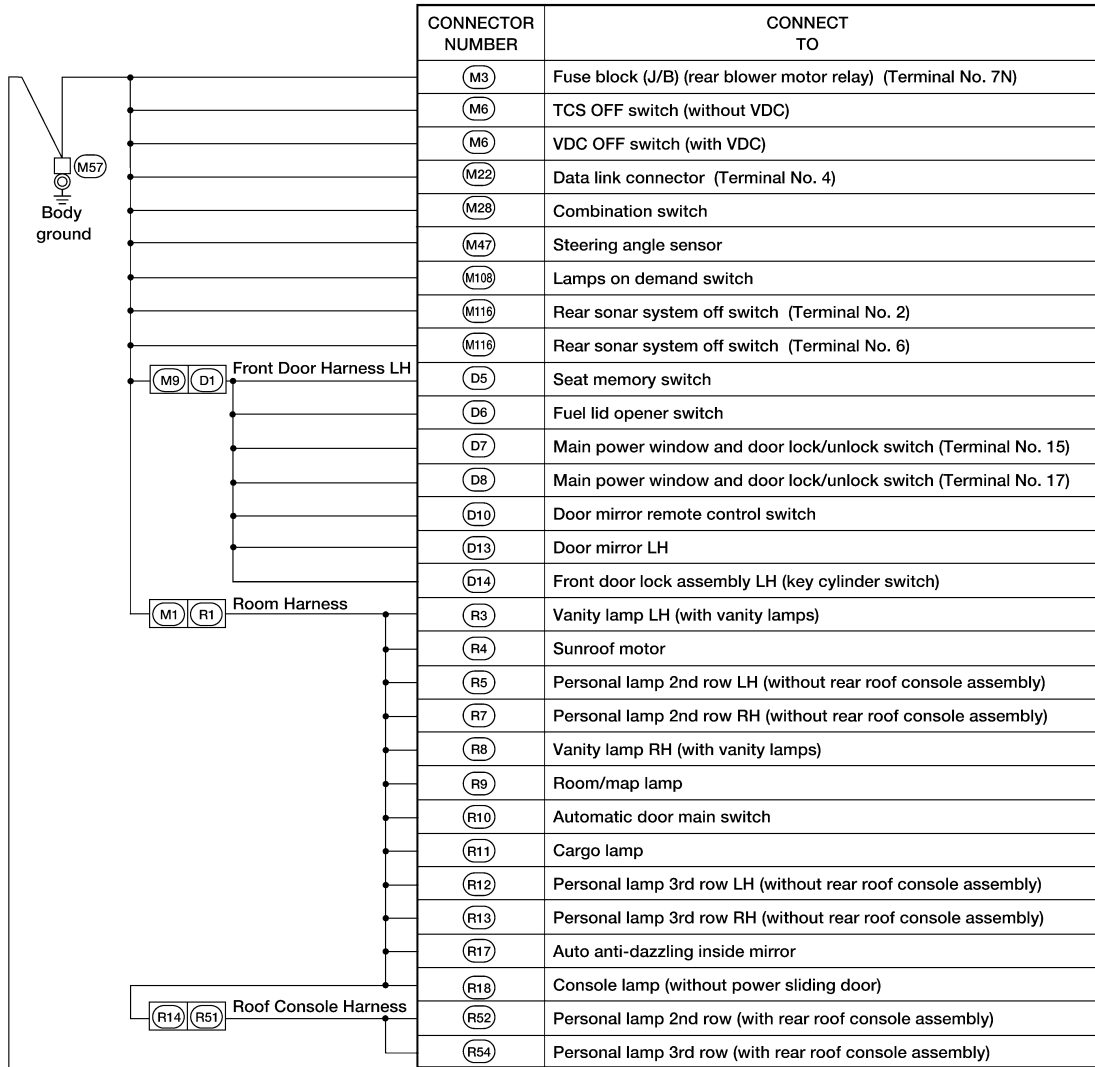 CONNECTOR NUMBER CONNECT TO
M3 Fuse block (J/B) (rear blower motor relay) (Terminal No. 7N)
M6 TCS OFF switch (without VDC)
M6 VDC OFF switch (with VDC)
M57
Body
ground
M22 Data link connector (Terminal No. 4)
M28 Combination switch
M47 Steering angle sensor
M108 Lamps on demand switch
M116 Rear sonar system off switch (Terminal No. 2)
M116 Rear sonar system off switch (Terminal No. 6)
M9 D1 Front Door Harness LH D5 Seat memory switch
D6 Fuel lid opener switch
D7 Main power window and door lock/unlock switch (Terminal No. 15)
D8 Main power window and door lock/unlock switch (Terminal No. 17)
D10 Door mirror remote control switch
D13 Door mirror LH
D14 Front door lock assembly LH (key cylinder switch)
M1 R1 Room Harness R3 Vanity lamp LH (with vanity lamps)
R4 Sunroof motor
R5 Personal lamp 2nd row LH (without rear roof console assembly)
R7 Personal lamp 2nd row RH (without rear roof console assembly)
R8 Vanity lamp RH (with vanity lamps)
R9 Room/map lamp
R10 Automatic door main switch
R11 Cargo lamp
R12 Personal lamp 3rd row LH (without rear roof console assembly)
R13 Personal lamp 3rd row RH (without rear roof console assembly)
R17 Auto anti-dazzling inside mirror
R18 Console lamp (without power sliding door)
R14 R51 Roof Console Harness R52 Personal lamp 2nd row (with rear roof console assembly)
R54 Personal lamp 3rd row (with rear roof console assembly)